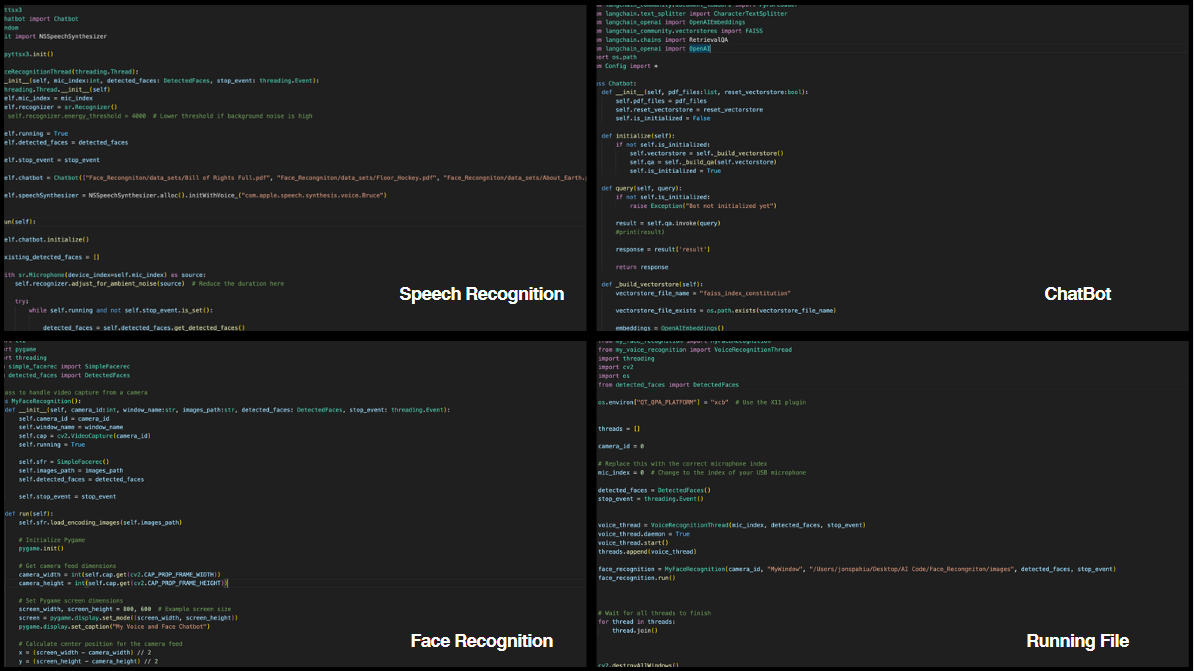 ttsx3
hatbot import Chatbot
ndom
it import NSSpeechSynthesizer
pyttsx3.init()
ceRecognitionThread(threading.Thread):
_init__(self, mic_index:int, detected_faces: DetectedFaces, stop_event: threading.Event):
hreading.Thread.__init__(self)
elf.mic_index = mic_index
elf.recognizer = sr.Recognizer()
self.recognizer.energy_threshold = 4000  # Lower threshold if background noise is high
elf.running = True
elf.detected_faces = detected_faces
elf.stop_event = stop_event
elf.chatbot = Chatbot(["Face_Recongniton/data_sets/Bill of Rights Full.pdf", "Face_Recongniton/data_sets/Floor_Hockey.pdf", "Face_Recongniton/data_sets/About_Earth.
elf.speechSynthesizer = NSSpeechSynthesizer.alloc().initWithVoice_("com.apple.speech.synthesis.voice.Bruce")
un(self):
elf.chatbot.initialize()
xisting_detected_faces = []
ith sr.Microphone(device_index=self.mic_index) as source:
self.recognizer.adjust_for_ambient_noise(source)  # Reduce the duration here
try:
while self.running and not self.stop_event.is_set():
detected_faces = self.detected_faces.get_detected_faces()
Speech Recognition
m langchain.text_splitter import CharacterTextSplitter
m langchain_openai import OpenAIEmbeddings
m langchain_community.vectorstores import FAISS
m langchain.chains import RetrievalQA
m langchain_openai import OpenAI
ort os.path
m Config import *
ss Chatbot:
def __init__(self, pdf_files:list, reset_vectorstore:bool):
self.pdf_files = pdf_files
self.reset_vectorstore = reset_vectorstore
self.is_initialized = False
def initialize(self):
if not self.is_initialized:
self.vectorstore = self._build_vectorstore()
self.qa = self._build_qa(self.vectorstore)
self.is_initialized = True
def query(self, query):
if not self.is_initialized:
raise Exception("Bot not initialized yet")
result = self.qa.invoke(query)
#print(result)
response = result['result']
return response
def _build_vectorstore(self):
vectorstore_file_name = "faiss_index_constitution"
vectorstore_file_exists = os.path.exists(vectorstore_file_name)
embeddings = OpenAIEmbeddings()
ChatBot
rt pygame
rt threading
simple_facerec import SimpleFacerec
detected_faces import DetectedFaces
ass to handle video capture from a camera
s MyFaceRecognition():
def __init__(self, camera_id:int, window_name:str, images_path:str, detected_faces: DetectedFaces, stop_event: threading.Event):
self.camera_id = camera_id
self.window_name = window_name
self.cap = cv2.VideoCapture(camera_id)
self.running = True
self.sfr = SimpleFacerec()
self.images_path = images_path
self.detected_faces = detected_faces
self.stop_event = stop_event
def run(self):
self.sfr.load_encoding_images(self.images_path)
# Initialize Pygame
pygame.init()
# Get camera feed dimensions
camera_width = int(self.cap.get(cv2.CAP_PROP_FRAME_WIDTH))
camera_height = int(self.cap.get(cv2.CAP_PROP_FRAME_HEIGHT))
# Set Pygame screen dimensions
screen_width, screen_height = 800, 600  # Example screen size
screen = pygame.display.set_mode((screen_width, screen_height))
pygame.display.set_caption("My Voice and Face Chatbot")
# Calculate center position for the camera feed
x = (screen_width - camera_width) // 2
y = (screen_height - camera_height) // 2
Face Recognition
from my_voice_recognition import VoiceRecognitionThread
import threading
import cv2
import os
from detected_faces import DetectedFaces
os.environ["QT_QPA_PLATFORM"] = "xcb"  # Use the X11 plugin
threads = []
camera_id = 0
# Replace this with the correct microphone index
mic_index = 0  # Change to the index of your USB microphone
detected_faces = DetectedFaces()
stop_event = threading.Event()
voice_thread = VoiceRecognitionThread(mic_index, detected_faces, stop_event)
voice_thread.daemon = True
voice_thread.start()
threads.append(voice_thread)
face_recognition = MyFaceRecognition(camera_id, "MyWindow", "/Users/jonspahiu/Desktop/AI Code/Face_Recongniton/images", detected_faces, stop_event)
face_recognition.run()
# Wait for all threads to finish
for thread in threads:
thread.join()
cv2.destroyAllWindows()
Running File